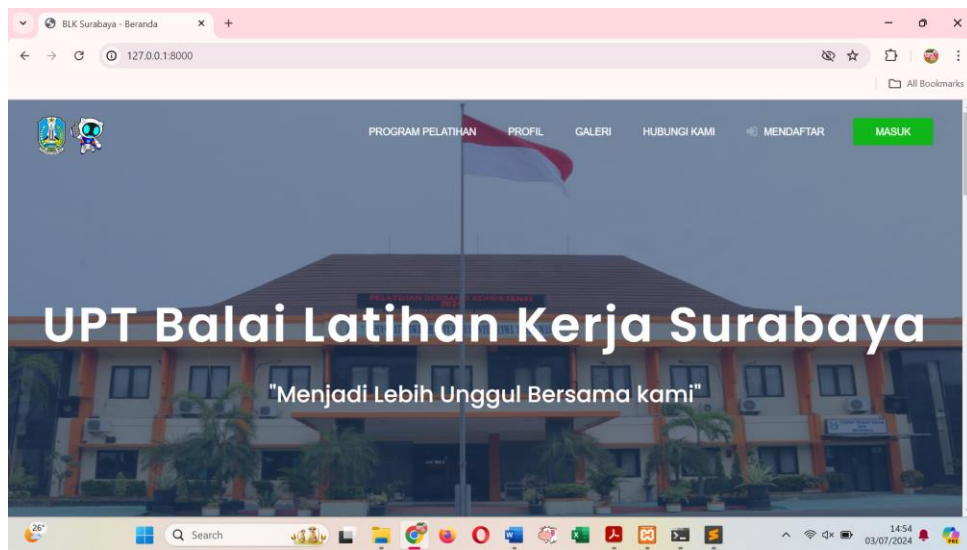 BLK Surabaya - Beranda
127.0.0.1:8000
All Bookmarks
PROGRAM PELATIHAN PROFIL GALERI HUBUNGI KAMI MENDAFTAR MASUK
UPT Balai Latihan Kerja Surabaya
"Menjadi Lebih Unggul Bersama kami"
26°
Search
14:54
03/07/2024